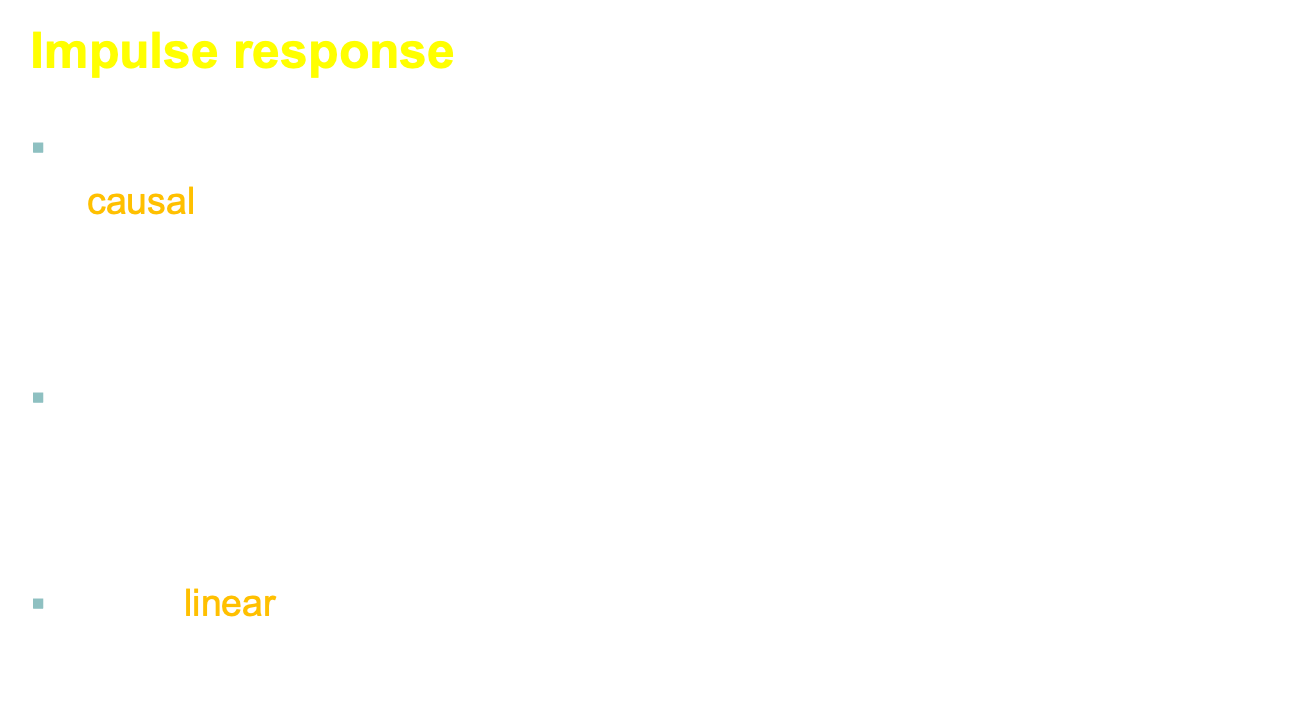 Impulse response
▪
causal
▪
▪ linear